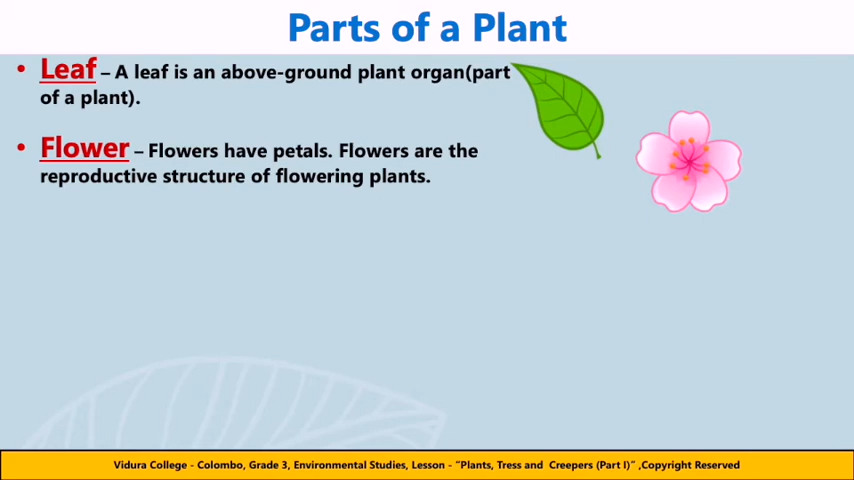 Parts of a Plant
• Leaf – A leaf is an above-ground plant organ(part
of a plant).
• Flower – Flowers have petals. Flowers are the
reproductive structure of flowering plants.
Vidura College - Colombo, Grade 3, Environmental Studies, Lesson - “Plants, Tress and Creepers (Part I)” ,Copyright Reserved